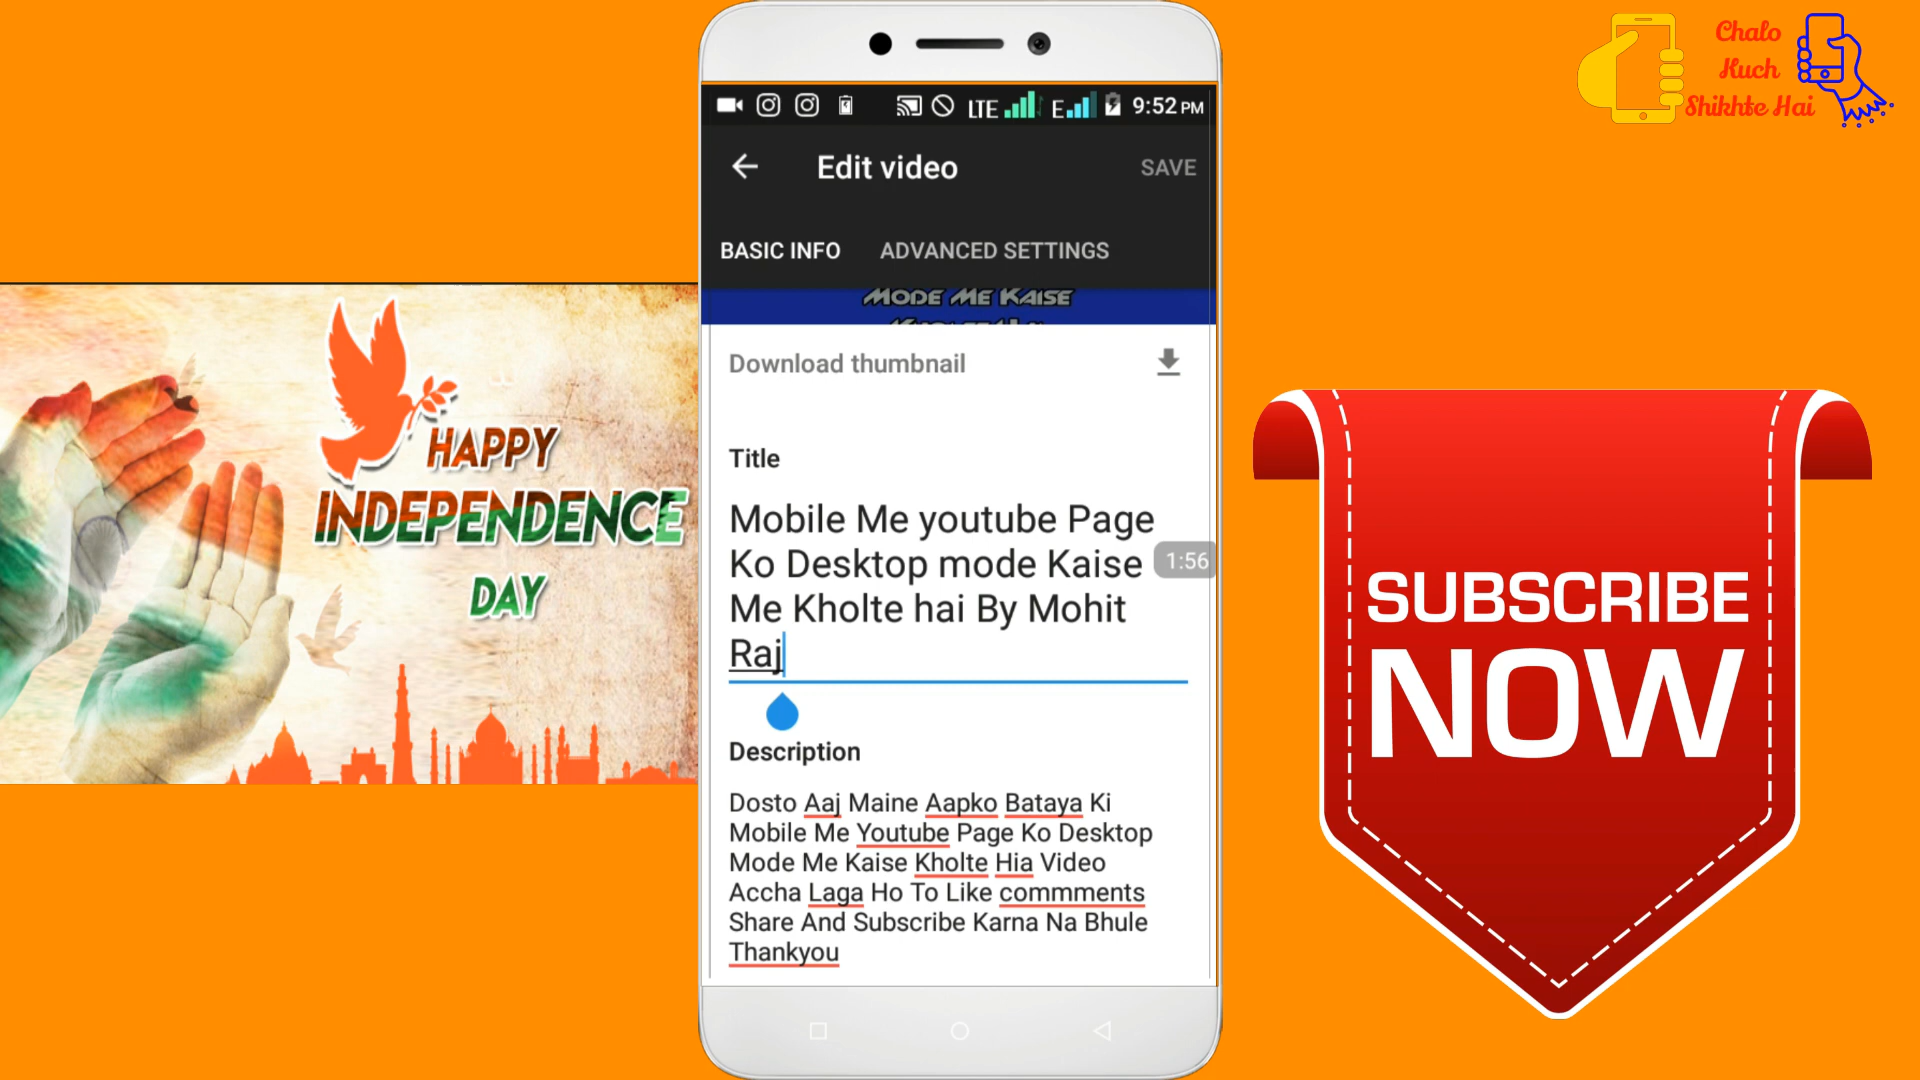 Chalo
Kuch
Shikhte Hai
LTE
E
9:52 PM
Edit video
SAVE
BASIC INFO
ADVANCED SETTINGS
MODE ME KAISE
Download thumbnail
Title
Mobile Me youtube Page
Ko Desktop mode Kaise
Me Kholte hai By Mohit
Raj
1:56
Description
Dosto Aaj Maine Aapko Bataya Ki
Mobile Me Youtube Page Ko Desktop
Mode Me Kaise Kholte Hia Video
Accha Laga Ho To Like commments
Share And Subscribe Karna Na Bhule
Thankyou
HAPPY
INDEPENDENCE
DAY
SUBSCRIBE
NOW